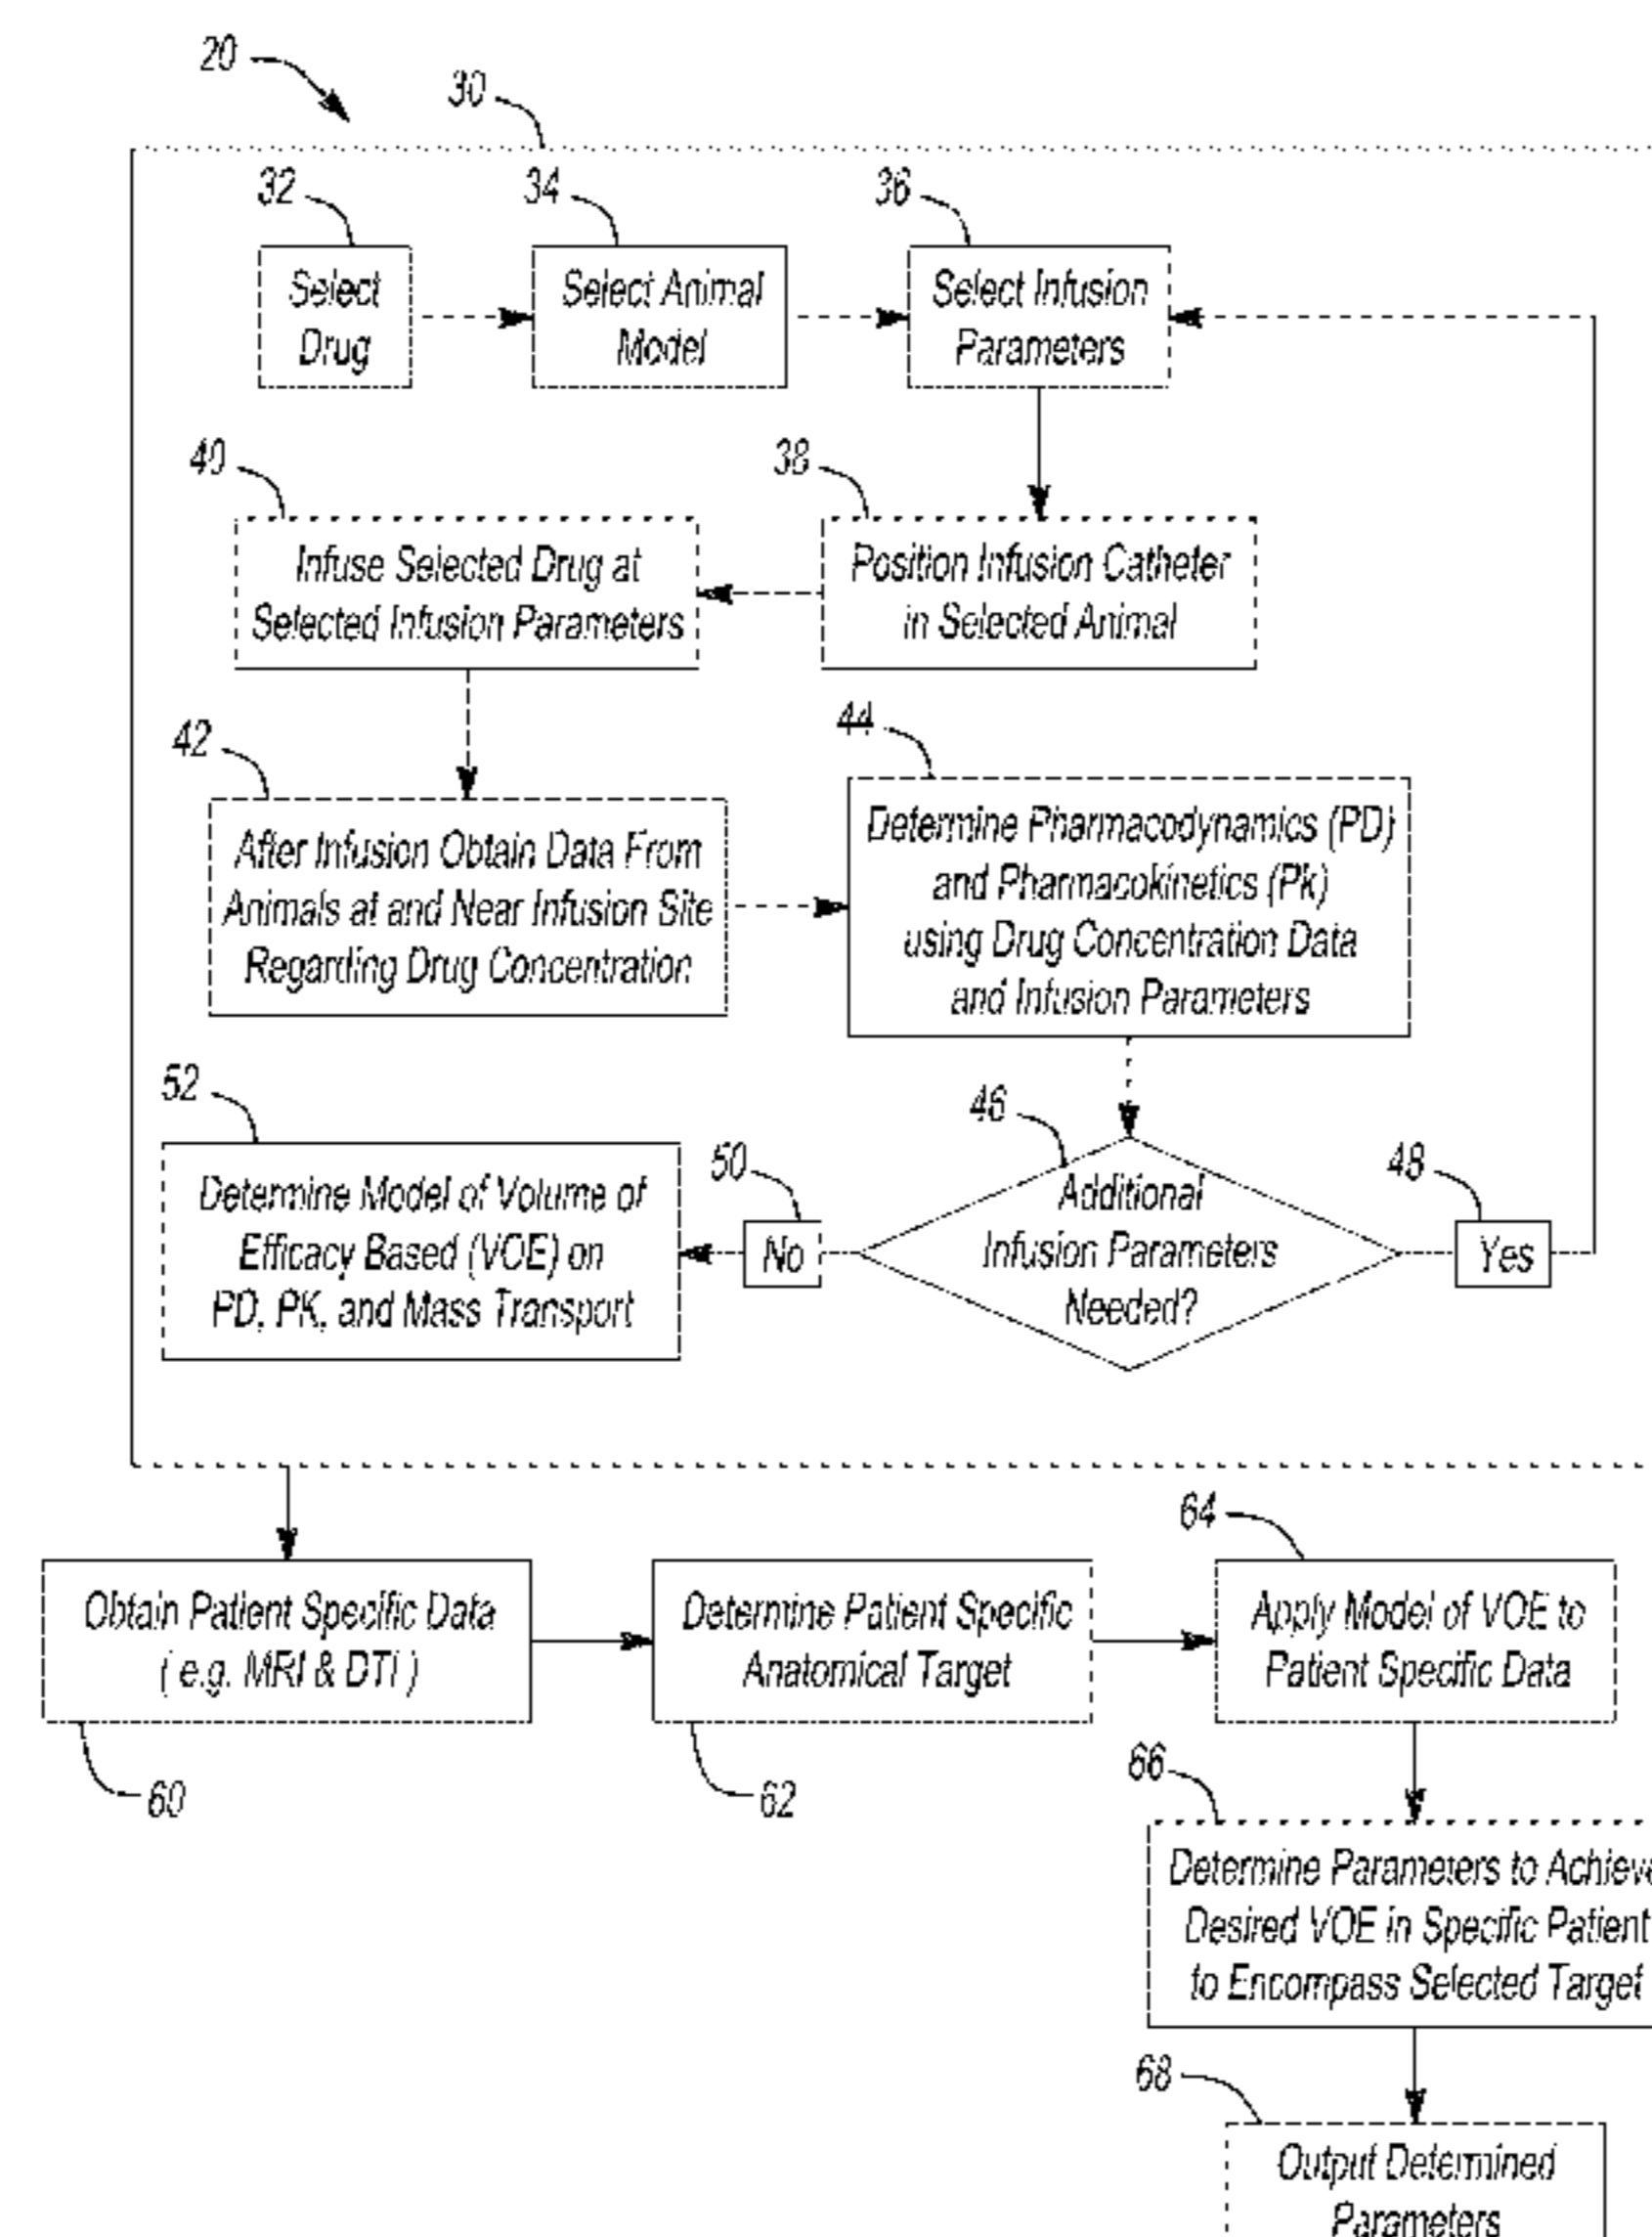 20
30
32
34
36
Select
Drug
Select Animal
Model
Select Infusion
Parameters
40
38
Infuse Selected Drug at
Selected Infusion Parameters
Position Infusion Catheter
in Selected Animal
42
44
After Infusion Obtain Data From
Animals at and Near Infusion Site
Regarding Drug Concentration
Determine Pharmacodynamics (PD)
and Pharmacokinetics (Pk)
using Drug Concentration Data
and Infusion Parameters
52
50
46
48
Determine Model of Volume of
Efficacy Based (VOE) on
PD, PK, and Mass Transport
No
Additional
Infusion Parameters
Needed?
Yes
64
Obtain Patient Specific Data
( e.g. MRI & DTI )
Determine Patient Specific
Anatomical Target
Apply Model of VOE to
Patient Specific Data
60
62
66
Determine Parameters to Achieve
Desired VOE in Specific Patient
to Encompass Selected Target
68
Output Determined
Parameters